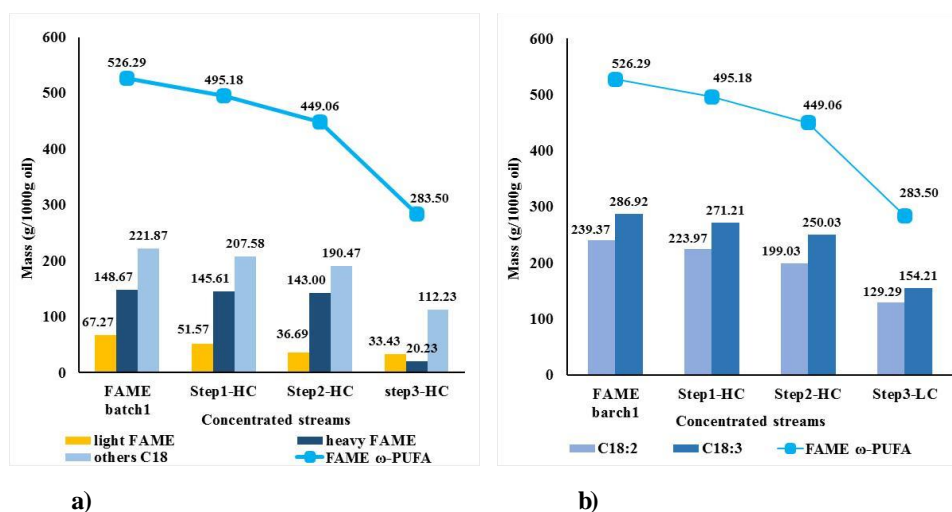 600
500
400
300
200
100
0
Mass (g/1000g oil)
526.29
495.18
449.06
283.50
221.87
207.58
190.47
148.67
145.61
143.00
112.23
67.27
51.57
36.69
33.43
20.23
FAME
batch1
Step1-HC
Step2-HC
step3-HC
Concentrated streams
light FAME
heavy FAME
others C18
FAME ω-PUFA
a)
600
500
400
300
200
100
0
Mass (g/1000g oil)
526.29
495.18
449.06
283.50
239.37
286.92
223.97
271.21
199.03
250.03
129.29
154.21
FAME
barch1
Step1-HC
Step2-HC
Step3-LC
Concentrated streams
C18:2
C18:3
FAME ω-PUFA
b)